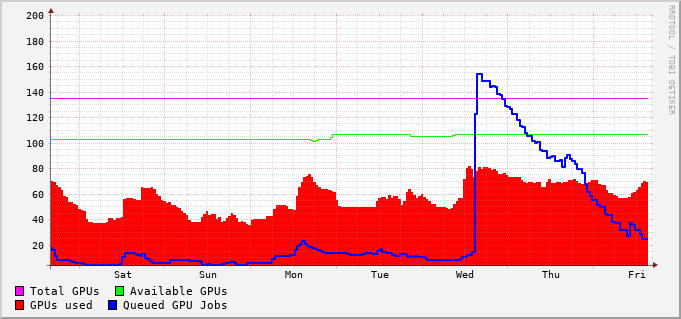 200
180
160
140
120
100
80
60
40
20
Sat Sun Mon Tue Wed Thu Fri
Total GPUs Available GPUs
GPUs used Queued GPU Jobs
RRDTOOL / TOBI OETIKER